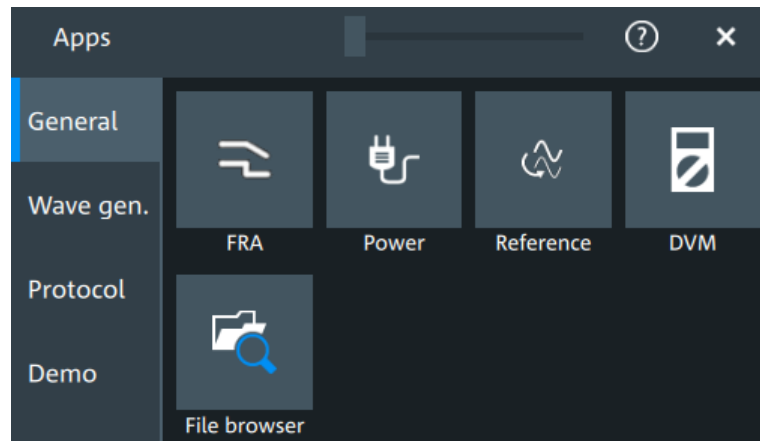 Apps
?
×
General
Wave gen.
Protocol
Demo
FRA
Power
Reference
DVM
File browser